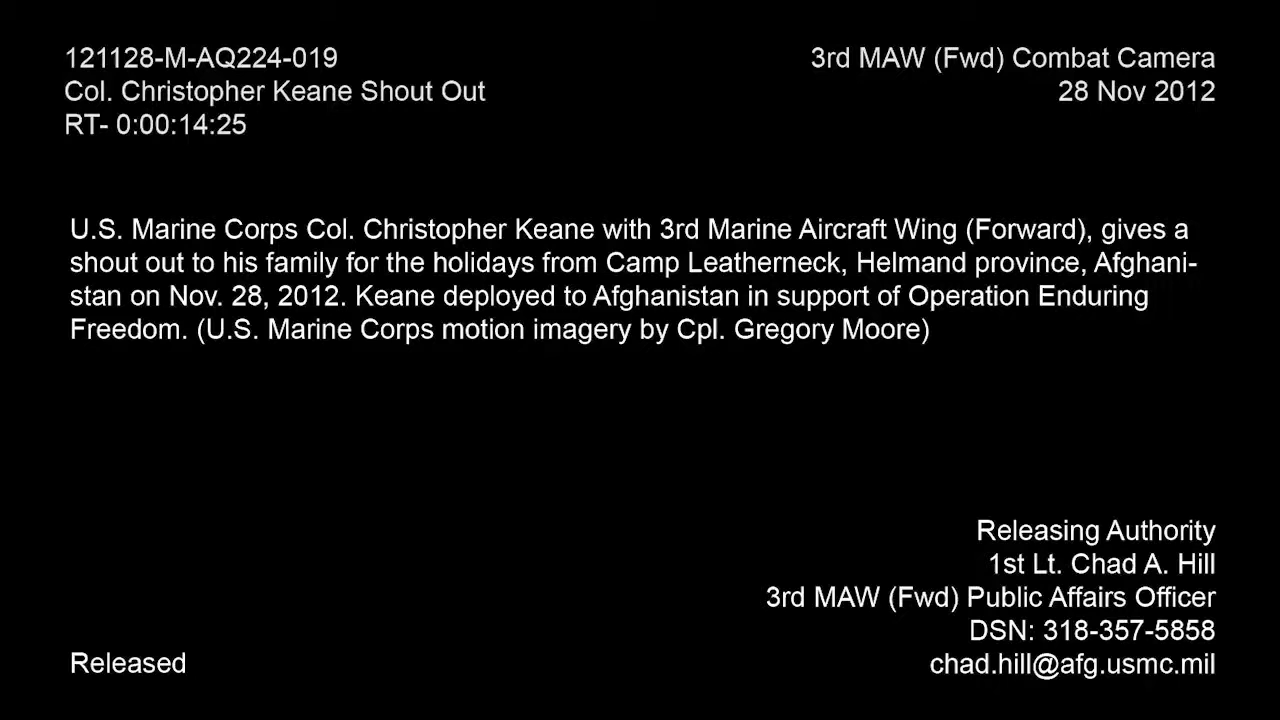 121128-M-AQ224-019
Col. Christopher Keane Shout Out
RT- 0:00:14:25
3rd MAW (Fwd) Combat Camera
28 Nov 2012
U.S. Marine Corps Col. Christopher Keane with 3rd Marine Aircraft Wing (Forward), gives a
shout out to his family for the holidays from Camp Leatherneck, Helmand province, Afghani-
stan on Nov. 28, 2012. Keane deployed to Afghanistan in support of Operation Enduring
Freedom. (U.S. Marine Corps motion imagery by Cpl. Gregory Moore)
Releasing Authority
1st Lt. Chad A. Hill
3rd MAW (Fwd) Public Affairs Officer
DSN: 318-357-5858
chad.hill@afg.usmc.mil
Released